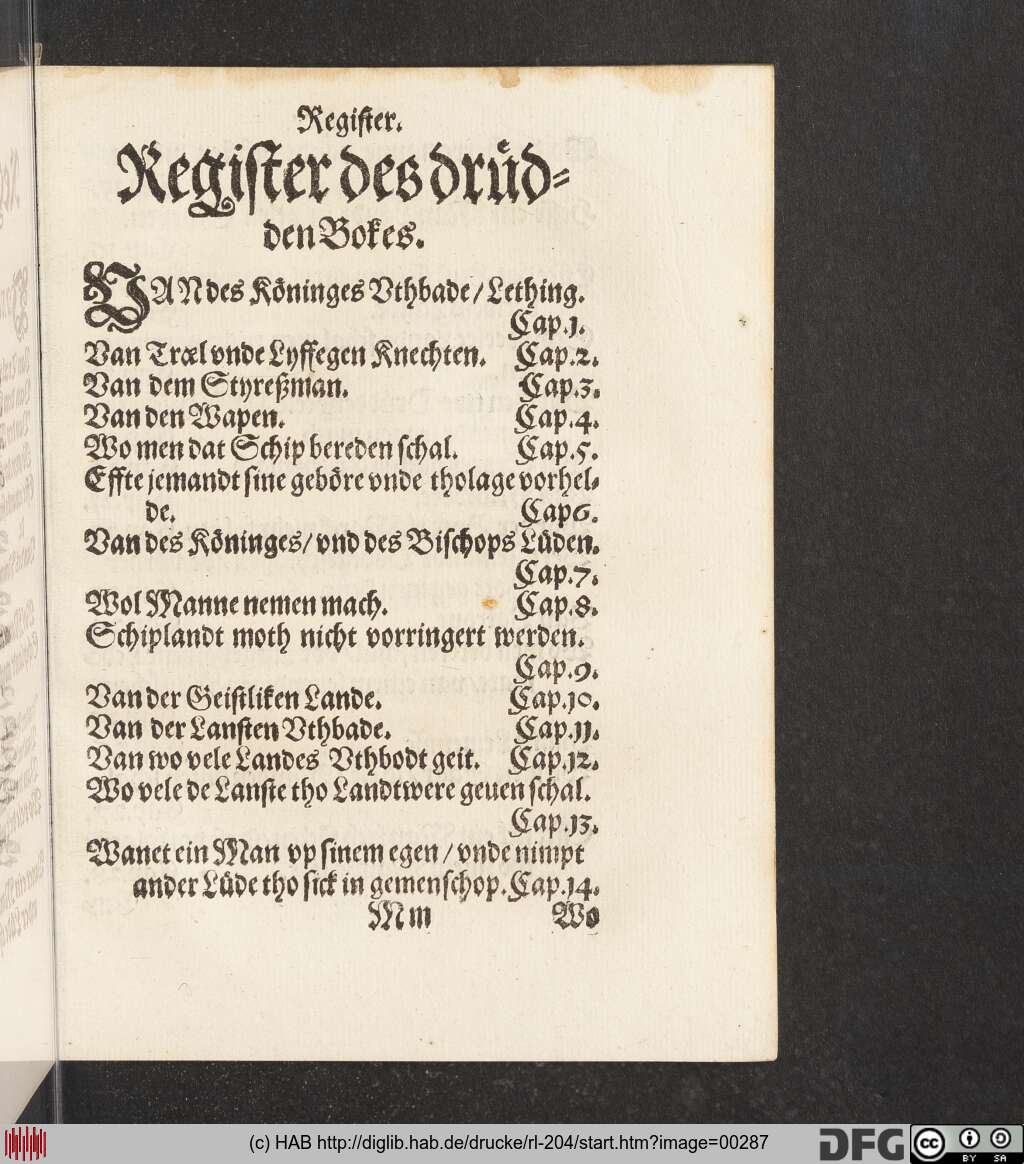 Register.
Register des drüd-
den Bokes.
VAN des Köninges Vthbade / Lething.
Cap.1.
Van Træl vnde Lyffegen Knechten. Cap.2.
Van dem Styreßman. Cap.3.
Van den Wapen. Cap.4.
Wo men dat Schip bereden schal. Cap.5.
Effte jemandt sine geböre vnde tholage vorhel-
de. Cap6.
Van des Köninges / vnd des Bischops Lüden.
Cap.7.
Wol Manne nemen mach. Cap.8.
Schiplandt moth nicht vorringert werden.
Cap.9.
Van der Geistliken Lande. Cap.10.
Van der Lansten Vthbade. Cap.11.
Van wo vele Landes Vthbodt geit. Cap.12.
Wo vele de Lanste tho Landtwere geuen schal.
Cap.13.
Wanet ein Man vp sinem egen / vnde nimpt
ander Lüde tho sick in gemenschop. Cap.14.
M m Wo
(c) HAB http://diglib.hab.de/drucke/rl-204/start.htm?image=00287
DFG cc BY SA